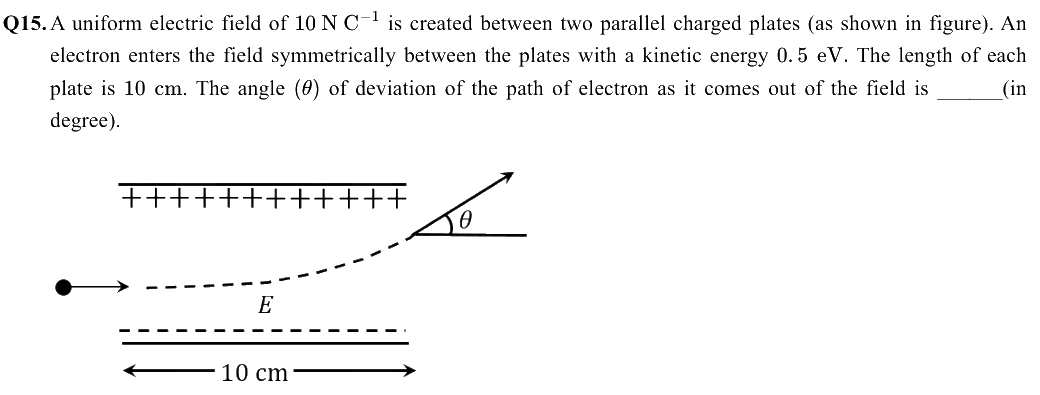 Q15. A uniform electric field of 10 N C⁻¹ is created between two parallel charged plates (as shown in figure). An
electron enters the field symmetrically between the plates with a kinetic energy 0.5 eV. The length of each
plate is 10 cm. The angle (θ) of deviation of the path of electron as it comes out of the field is ______(in
degree).
++++++++++++
θ
E
10 cm